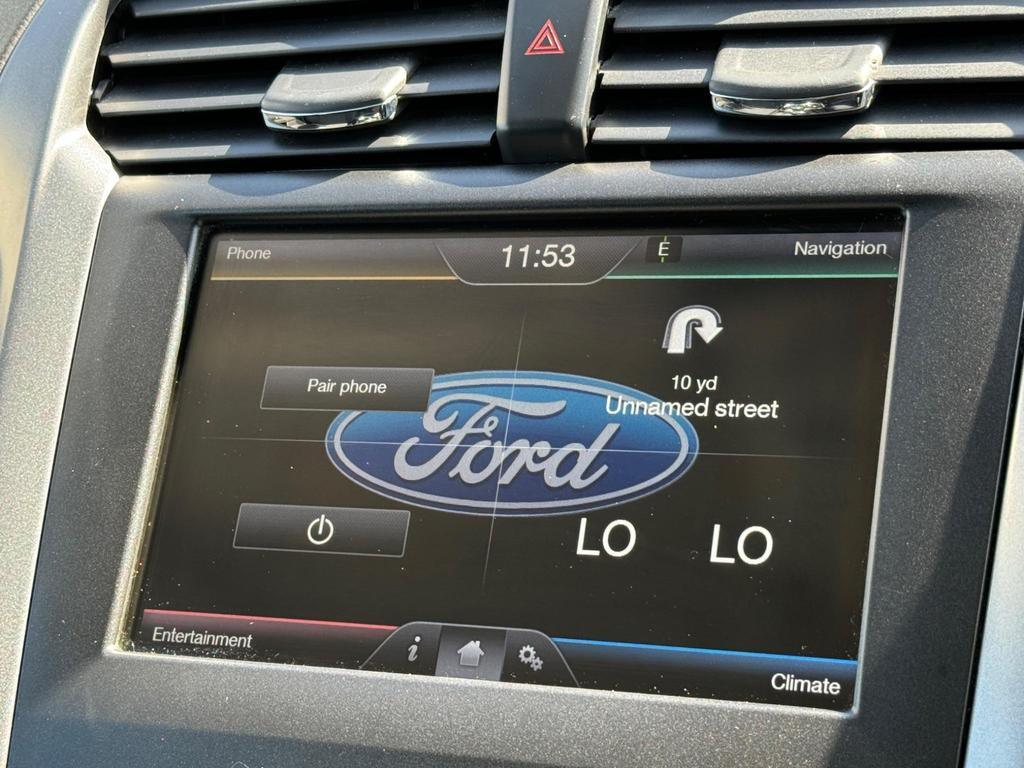 Phone
11:53
E
Navigation
Pair phone
10 yd
Unnamed street
Ford
LO LO
Entertainment
i
Climate